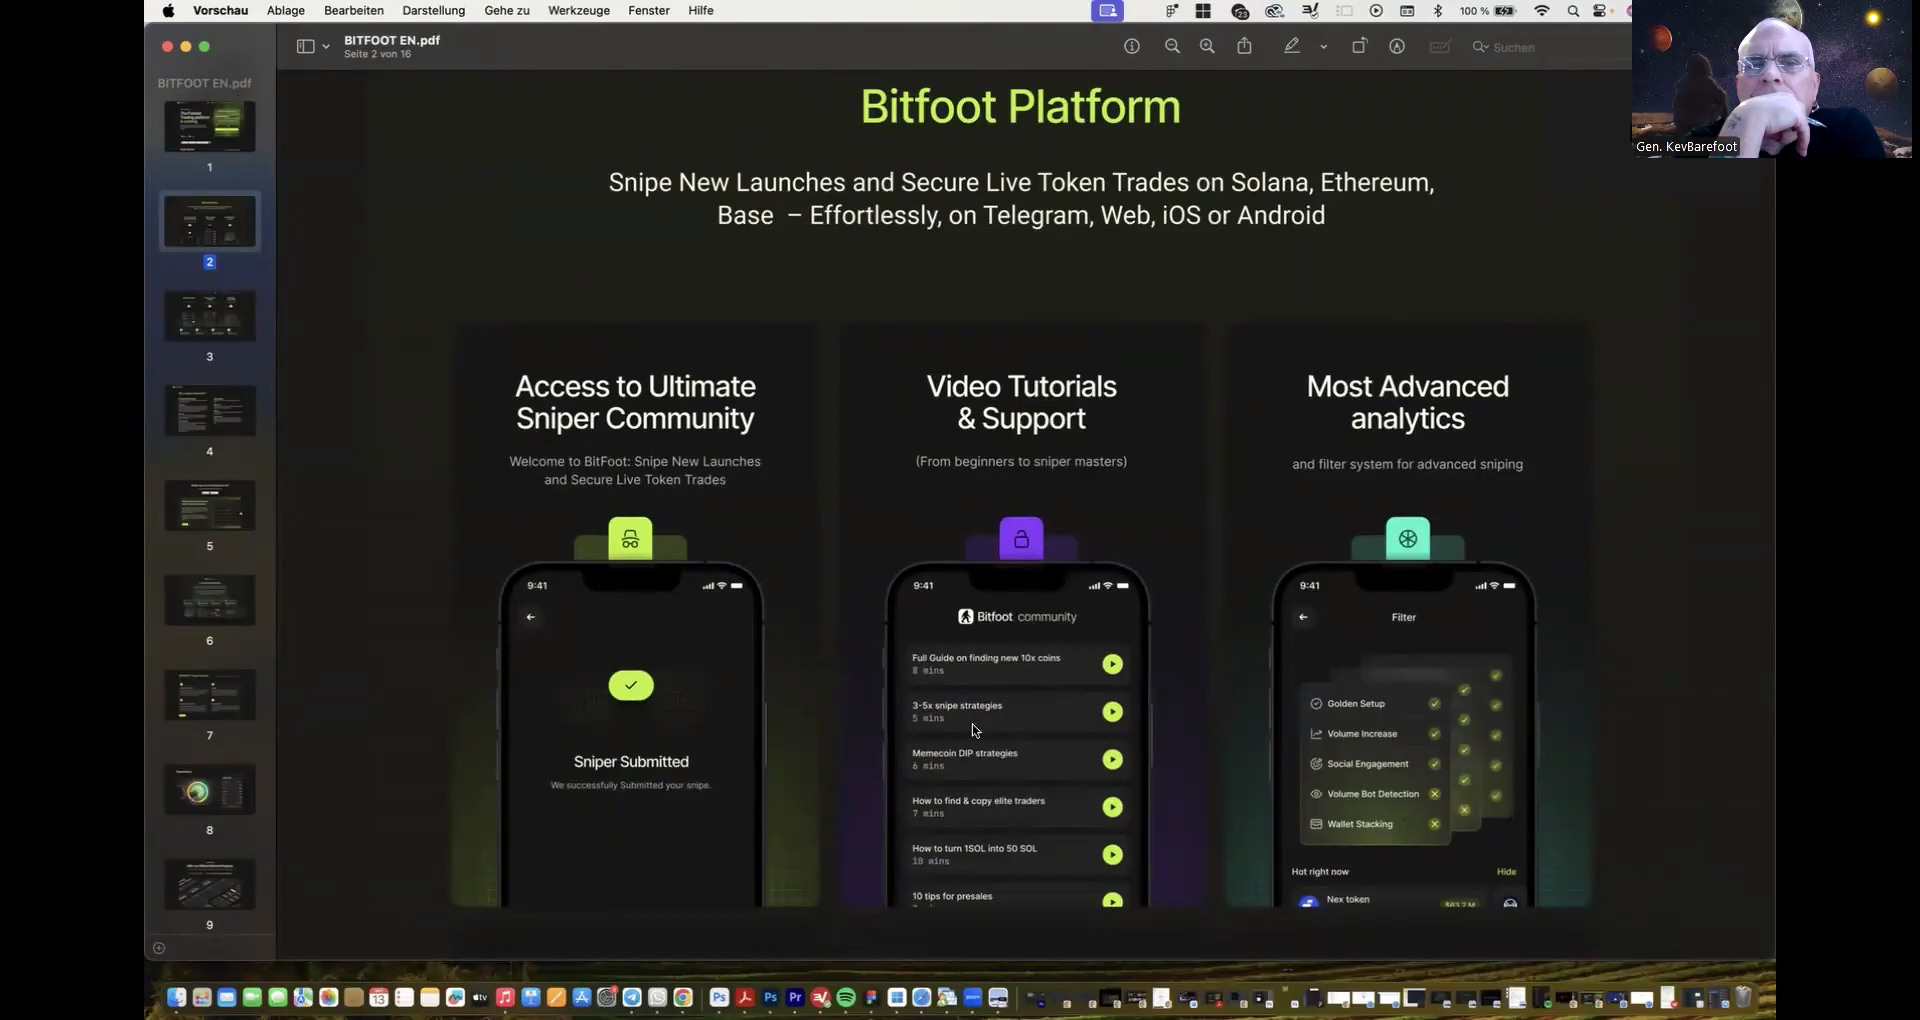 Vorschau Ablage Bearbeiten Darstellung Gehe zu Werkzeuge Fenster Hilfe
100 %
BITFOOT EN.pdf
Seite 2 von 16
Suchen
BITFOOT EN.pdf
1
2
3
4
5
6
7
8
9
Gen. KevBarefoot
Bitfoot Platform
Snipe New Launches and Secure Live Token Trades on Solana, Ethereum,
Base – Effortlessly, on Telegram, Web, iOS or Android
Access to Ultimate
Sniper Community
Welcome to BitFoot: Snipe New Launches
and Secure Live Token Trades
9:41
Sniper Submitted
We successfully Submitted your snipe.
Video Tutorials
& Support
(From beginners to sniper masters)
9:41
Bitfoot community
Full Guide on finding new 10x coins
8 mins
3-5x snipe strategies
5 mins
Memecoin DIP strategies
6 mins
How to find & copy elite traders
7 mins
How to turn 1SOL into 50 SOL
10 mins
10 tips for presales
Most Advanced
analytics
and filter system for advanced sniping
9:41
Filter
Golden Setup
Volume Increase
Social Engagement
Volume Bot Detection
Wallet Stacking
Hot right now Hide
Nex token
$63.2 M